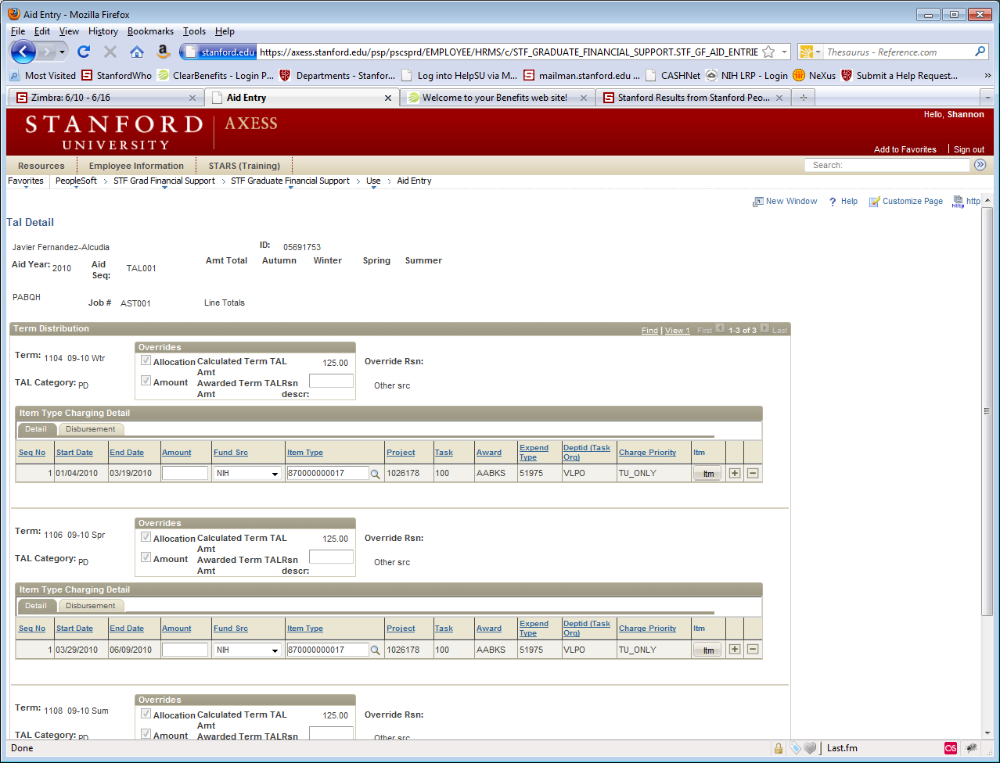 Aid Entry - Mozilla Firefox
File Edit View History Bookmarks Tools Help
stanford.edu https://axess.stanford.edu/psp/pscsprd/EMPLOYEE/HRMS/c/STF_GRADUATE_FINANCIAL_SUPPORT.STF_GF_AID_ENTRIE Thesaurus - Reference.com
Most Visited StanfordWho ClearBenefits - Login P... Departments - Stanfor... Log into HelpSU via M... mailman.stanford.edu ... CASHNet NIH LRP - Login NeXus Submit a Help Request... »
Zimbra: 6/10 - 6/16 Aid Entry Welcome to your Benefits web site! Stanford Results from Stanford Peo...
STANFORD UNIVERSITY AXESS
Hello, Shannon
Add to Favorites | Sign out
Resources Employee Information STARS (Training) Search:
Favorites PeopleSoft > STF Grad Financial Support > STF Graduate Financial Support > Use > Aid Entry
New Window ? Help Customize Page http
Tal Detail
Javier Fernandez-Alcudia ID: 05691753
Amt Total Autumn Winter Spring Summer
Aid Year: 2010 Aid Seq: TAL001
PABQH Job # AST001 Line Totals
Term Distribution Find | View 1 First 1-3 of 3 Last
Overrides
Term: 1104 09-10 Wtr Allocation Calculated Term TAL Amt 125.00 Override Rsn:
TAL Category: PD Amount Awarded Term TAL Amt Rsn descr: Other src
Item Type Charging Detail
Detail Disbursement
Seq No Start Date End Date Amount Fund Src Item Type Project Task Award Expend Type Deptid (Task Org) Charge Priority Itm
1 01/04/2010 03/19/2010 NIH 870000000017 1026178 100 AABKS 51975 VLPO TU_ONLY Itm + −
Overrides
Term: 1106 09-10 Spr Allocation Calculated Term TAL Amt 125.00 Override Rsn:
TAL Category: PD Amount Awarded Term TAL Amt Rsn descr: Other src
Item Type Charging Detail
Detail Disbursement
Seq No Start Date End Date Amount Fund Src Item Type Project Task Award Expend Type Deptid (Task Org) Charge Priority Itm
1 03/29/2010 06/09/2010 NIH 870000000017 1026178 100 AABKS 51975 VLPO TU_ONLY Itm + −
Overrides
Term: 1108 09-10 Sum Allocation Calculated Term TAL Amt 125.00 Override Rsn:
TAL Category: PD Amount Awarded Term TAL Rsn Other src
Done Last.fm